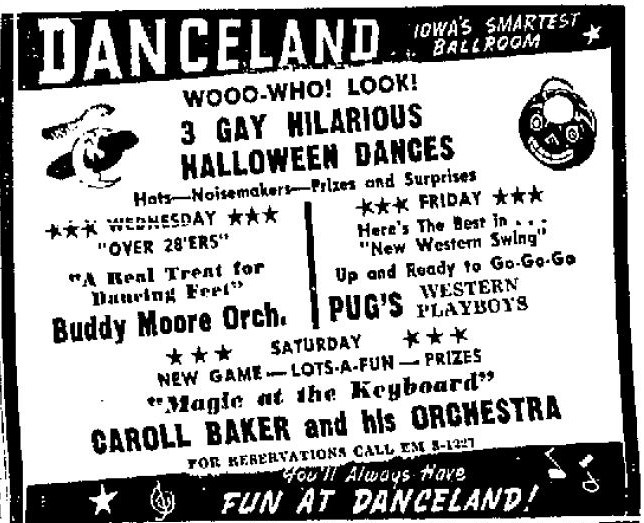 DANCELAND
IOWA'S SMARTEST
BALLROOM
WOOO-WHO! LOOK!
3 GAY HILARIOUS
HALLOWEEN DANCES
Hats—Noisemakers—Prizes and Surprises
WEDNESDAY
"OVER 28'ERS"
"A Real Treat for
Dancing Feet"
Buddy Moore Orch.
FRIDAY
Here's The Best in . . .
"New Western Swing"
Up and Ready to Go-Go-Go
PUG'S WESTERN
PLAYBOYS
SATURDAY
NEW GAME — LOTS-A-FUN — PRIZES
"Magic at the Keyboard"
CAROLL BAKER and his ORCHESTRA
FOR RESERVATIONS CALL EM 3-1227
You'll Always Have
FUN AT DANCELAND!